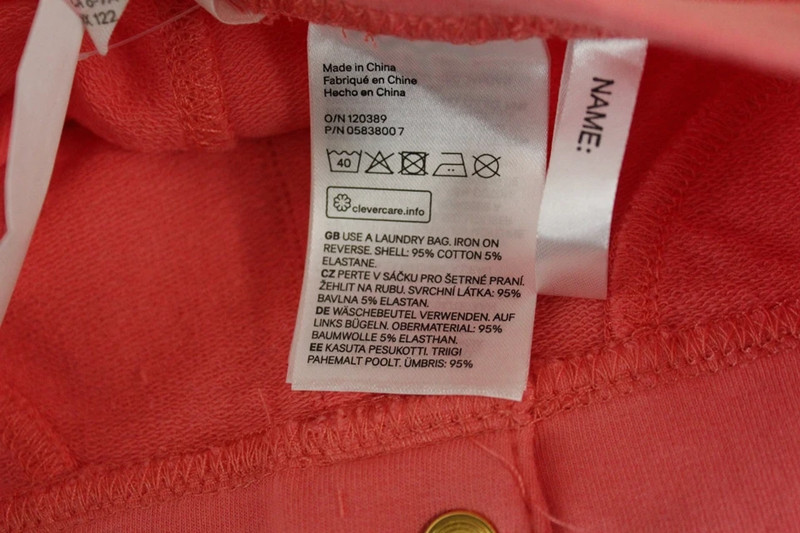 122
Made in China
Fabriqué en Chine
Hecho en China
O/N 120389
P/N 0583800 7
40
clevercare.info
GB USE A LAUNDRY BAG. IRON ON
REVERSE. SHELL: 95% COTTON 5%
ELASTANE.
CZ PERTE V SÁČKU PRO ŠETRNÉ PRANÍ.
ŽEHLIT NA RUBU. SVRCHNÍ LÁTKA: 95%
BAVLNA 5% ELASTAN.
DE WÄSCHEBEUTEL VERWENDEN. AUF
LINKS BÜGELN. OBERMATERIAL: 95%
BAUMWOLLE 5% ELASTHAN.
EE KASUTA PESUKOTTI. TRIIGI
PAHEMALT POOLT. ÜMBRIS: 95%
NAME: